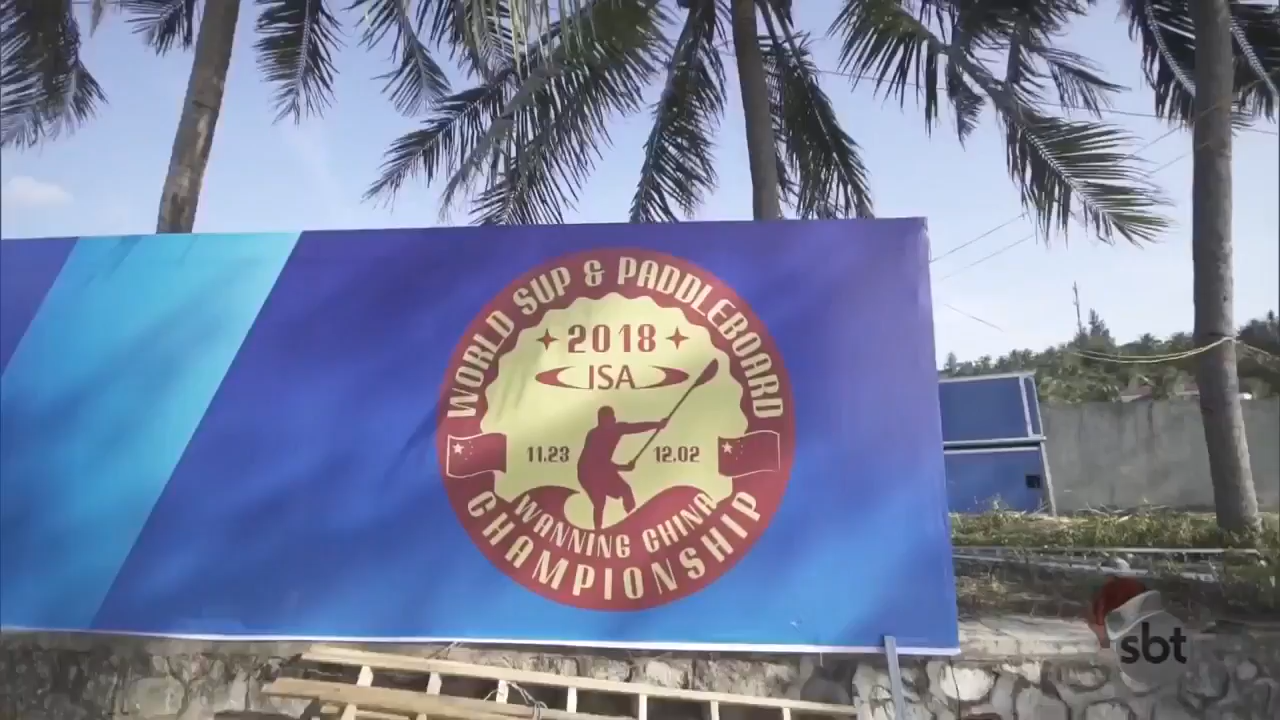 WORLD SUP & PADDLEBOARD
2018
ISA
11.23
12.02
WANNING CHINA
CHAMPIONSHIP
sbt